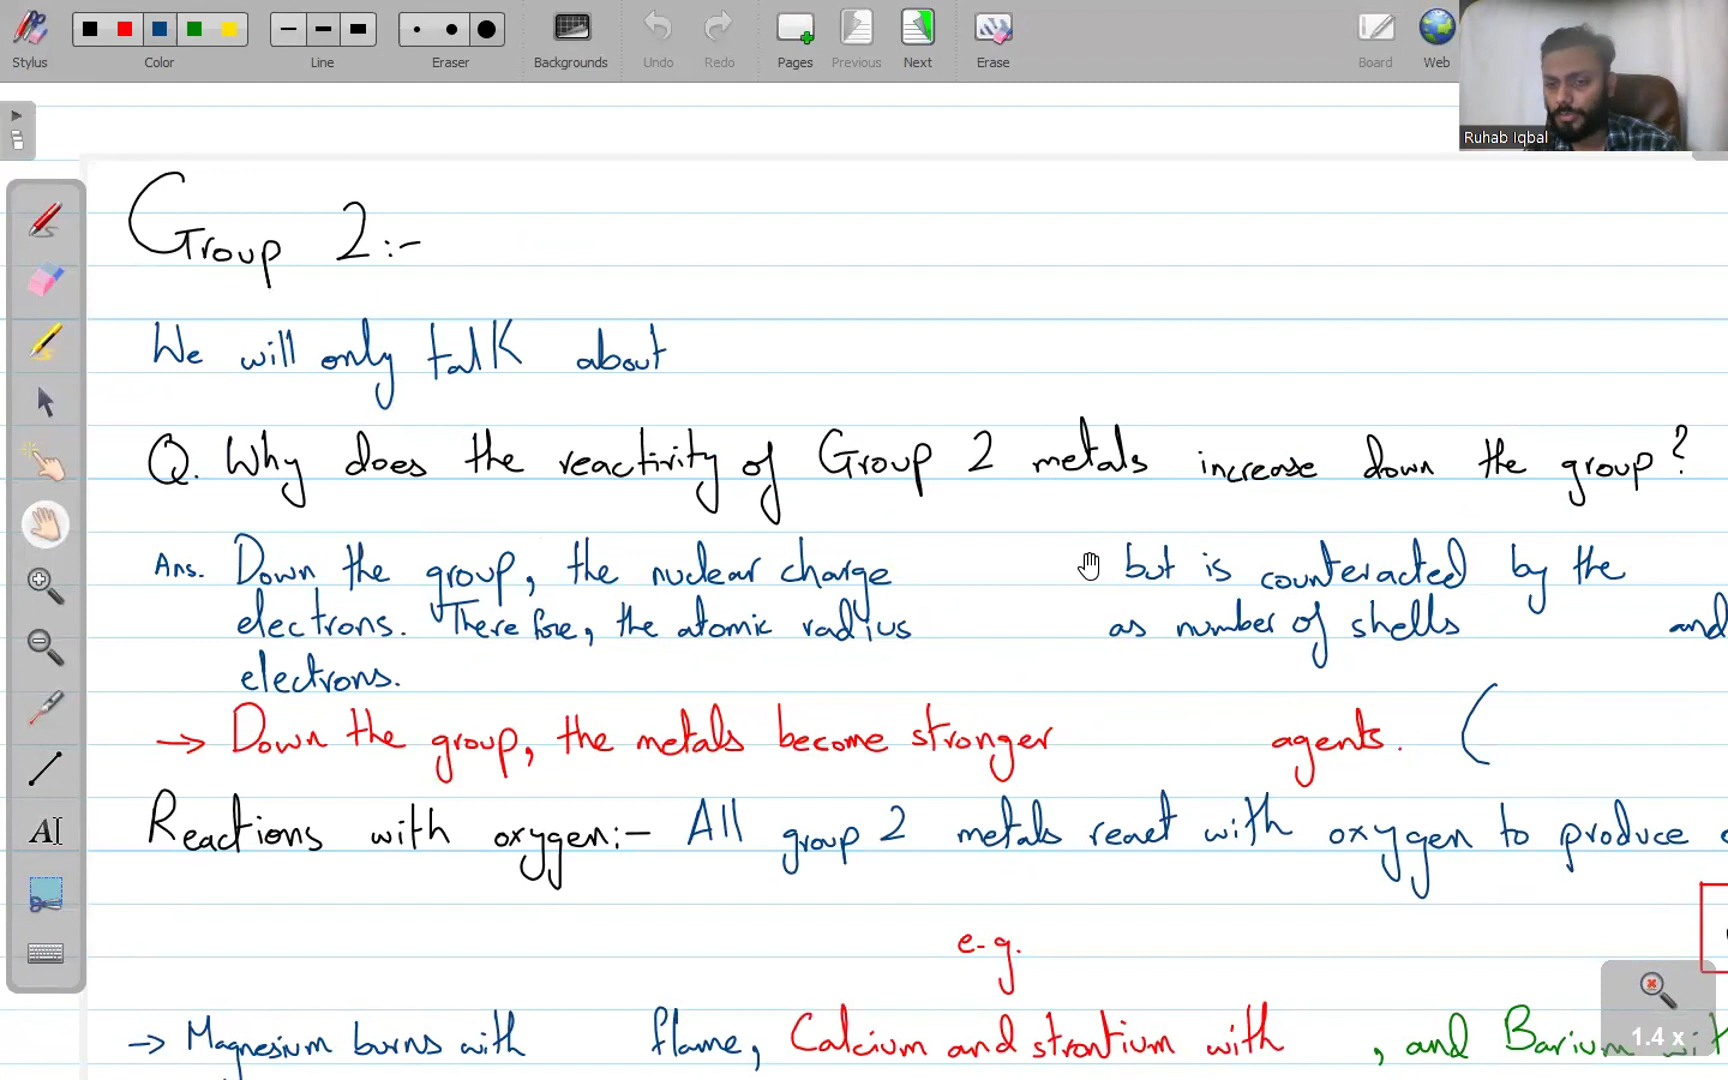 Stylus Color Line Eraser Backgrounds Undo Redo Pages Previous Next Erase Board Web
Ruhab Iqbal
Group 2:-
We will only talk about
Q. Why does the reactivity of Group 2 metals increase down the group?
Ans. Down the group, the nuclear charge but is counteracted by the
electrons. Therefore, the atomic radius as number of shells and
electrons.
→ Down the group, the metals become stronger agents. (
Reactions with oxygen:- All group 2 metals react with oxygen to produce
e-g.
→ Magnesium burns with flame, Calcium and strontium with , and Barium wit
1.4 x